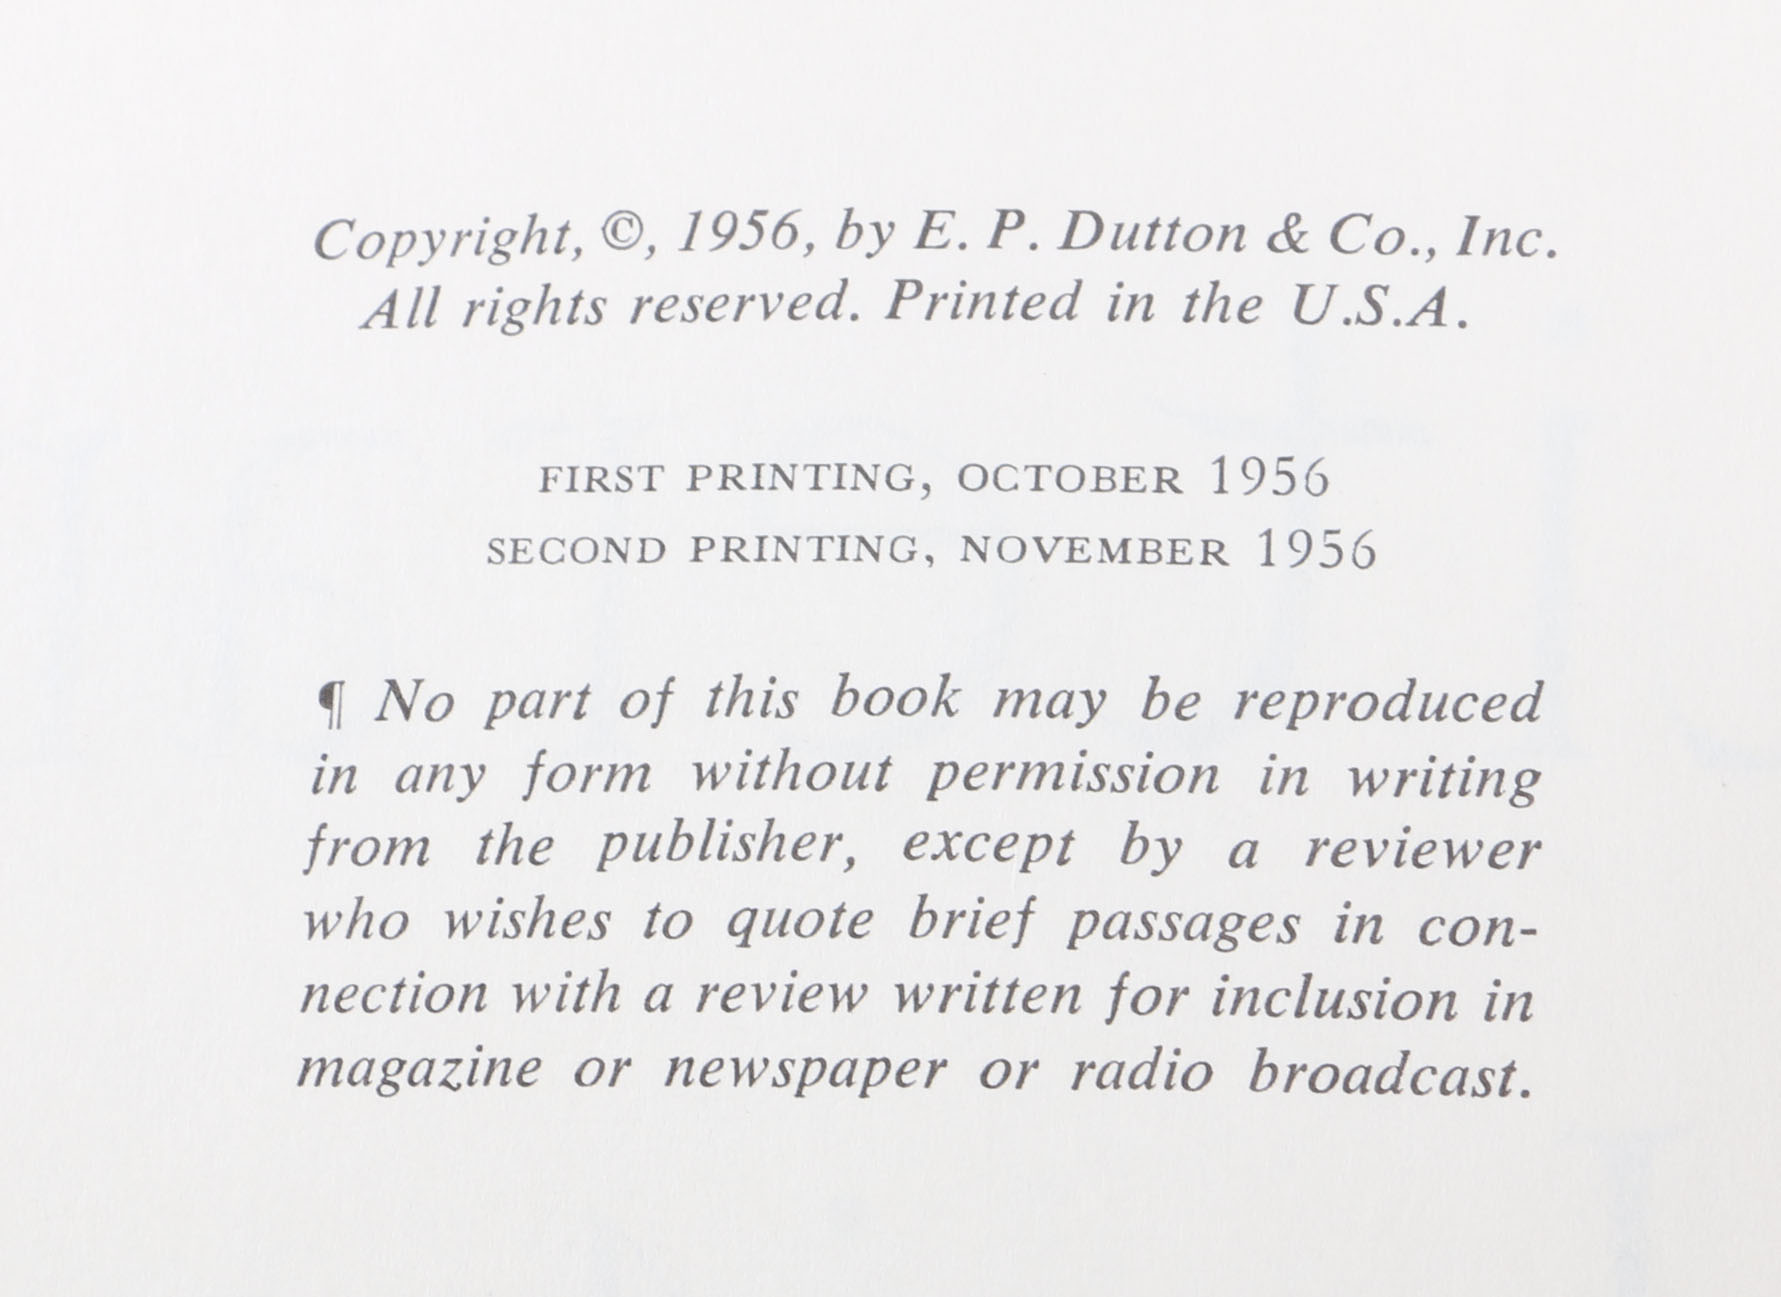 Copyright, ©, 1956, by E. P. Dutton & Co., Inc.
All rights reserved. Printed in the U.S.A.
FIRST PRINTING, OCTOBER 1956
SECOND PRINTING, NOVEMBER 1956
¶ No part of this book may be reproduced
in any form without permission in writing
from the publisher, except by a reviewer
who wishes to quote brief passages in con-
nection with a review written for inclusion in
magazine or newspaper or radio broadcast.